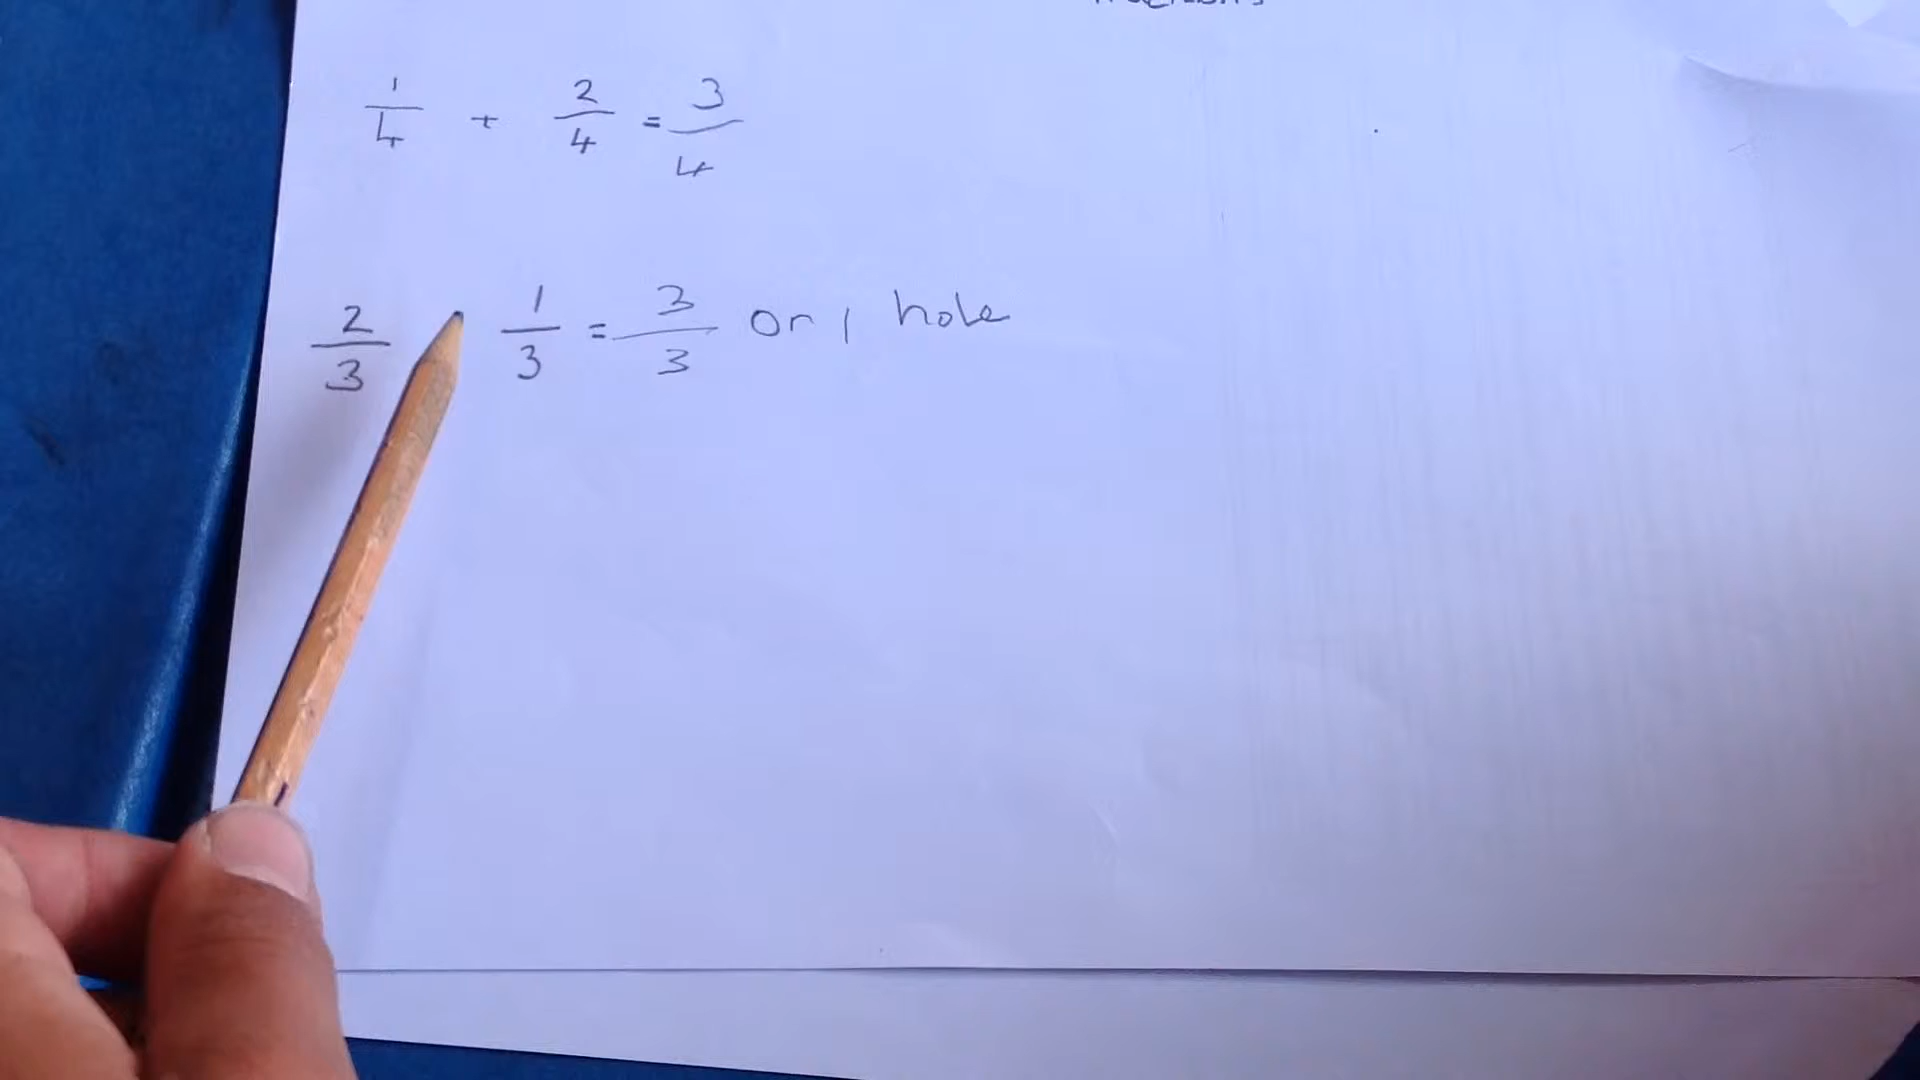 1/4 + 2/4 = 3/4
2/3 1/3 = 3/3 or 1 hole